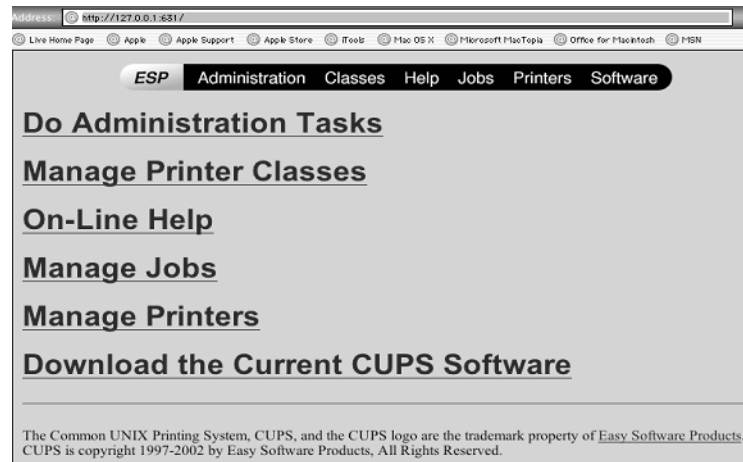 Address: http://127.0.0.1:631/
Live Home Page Apple Apple Support Apple Store iTools Mac OS X Microsoft MacTopia Office for Macintosh MSN
ESP Administration Classes Help Jobs Printers Software
Do Administration Tasks
Manage Printer Classes
On-Line Help
Manage Jobs
Manage Printers
Download the Current CUPS Software
The Common UNIX Printing System, CUPS, and the CUPS logo are the trademark property of Easy Software Products.
CUPS is copyright 1997-2002 by Easy Software Products, All Rights Reserved.